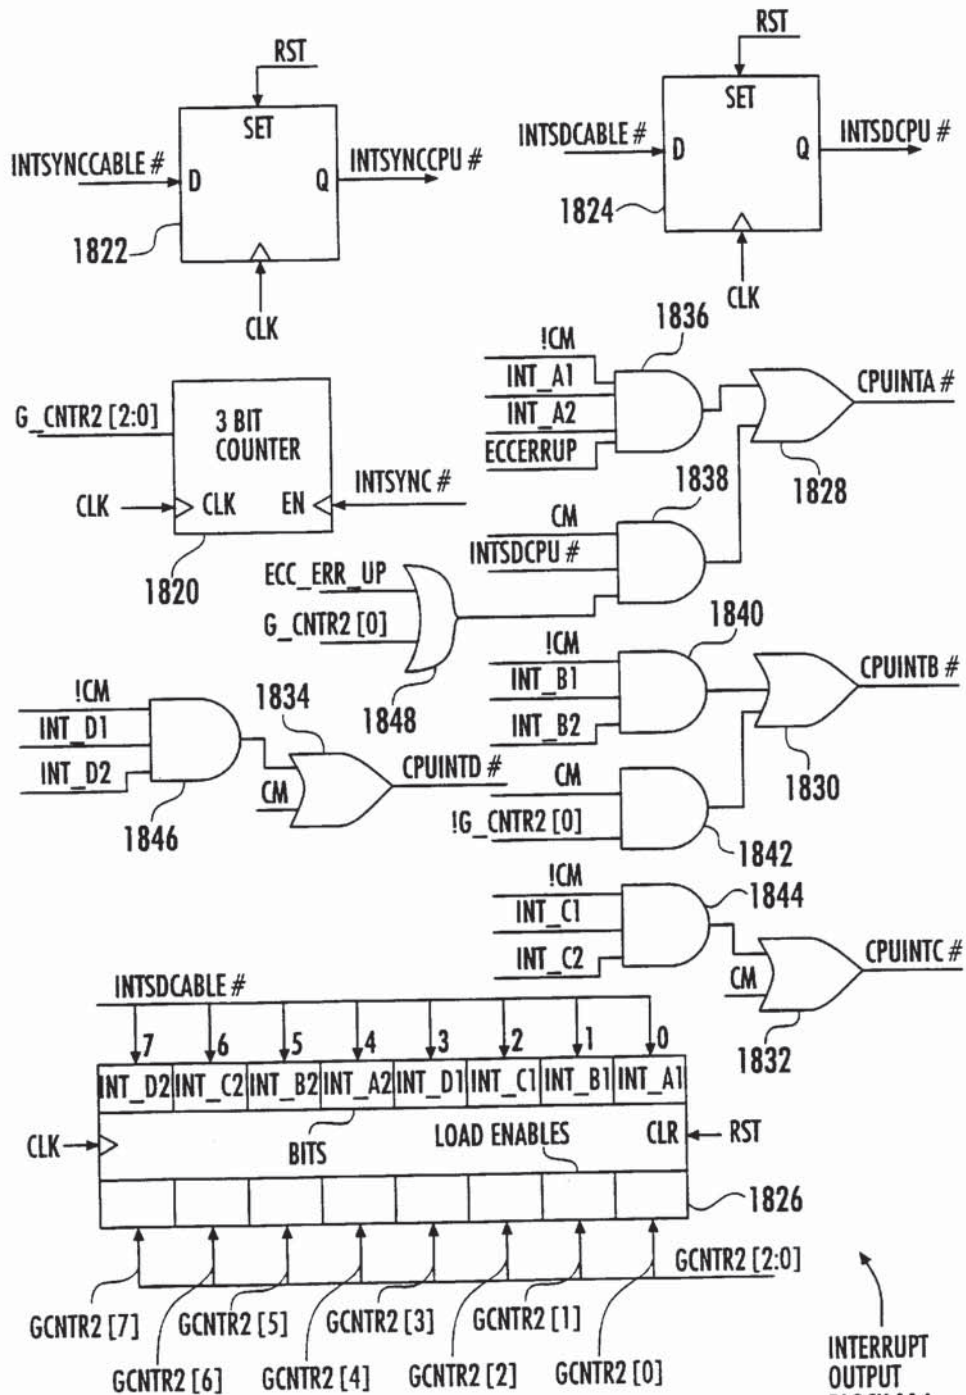 RST
SET
INTSYNCCABLE #
D
Q
INTSYNCCPU #
1822
CLK
RST
SET
INTSDCABLE #
D
Q
INTSDCPU #
1824
CLK
G_CNTR2 [2:0]
3 BIT
COUNTER
CLK
CLK
EN
INTSYNC #
1820
!CM
INT_A1
INT_A2
ECCERRUP
1836
CPUINTA #
1828
CM
INTSDCPU #
1838
ECC_ERR_UP
G_CNTR2 [0]
1848
!CM
INT_B1
INT_B2
1840
CPUINTB #
1830
CM
!G_CNTR2 [0]
1842
!CM
INT_D1
INT_D2
1846
1834
CM
CPUINTD #
!CM
INT_C1
INT_C2
1844
CM
CPUINTC #
1832
INTSDCABLE #
7 6 5 4 3 2 1 0
INT_D2 INT_C2 INT_B2 INT_A2 INT_D1 INT_C1 INT_B1 INT_A1
CLK
BITS
LOAD ENABLES
CLR
RST
1826
GCNTR2 [2:0]
GCNTR2 [7] GCNTR2 [5] GCNTR2 [3] GCNTR2 [1]
GCNTR2 [6] GCNTR2 [4] GCNTR2 [2] GCNTR2 [0]
INTERRUPT
OUTPUT